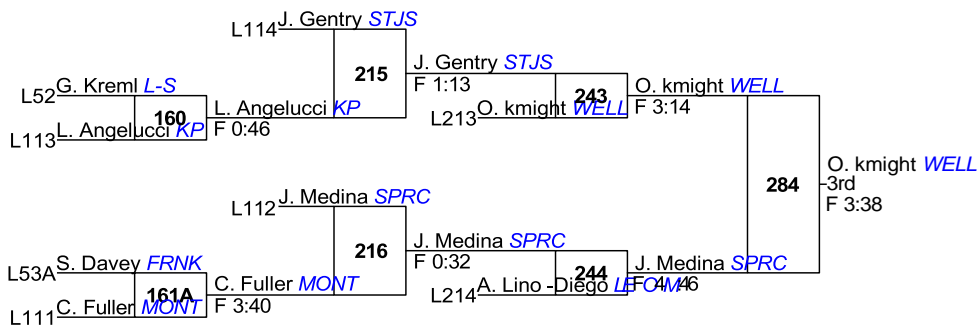 J. Gentry STJS
L114
215
J. Gentry STJS
F 1:13
G. Kreml L-S
L52
160
L. Angelucci KP
F 0:46
L. Angelucci KP
L113
O. kmight WELL
L213
243
O. kmight WELL
F 3:14
284
O. kmight WELL
3rd
F 3:38
J. Medina SPRC
L112
216
J. Medina SPRC
F 0:32
S. Davey FRNK
L53A
161A
C. Fuller MONT
F 3:40
C. Fuller MONT
L111
A. Lino -Diego
L214
244
J. Medina SPRC